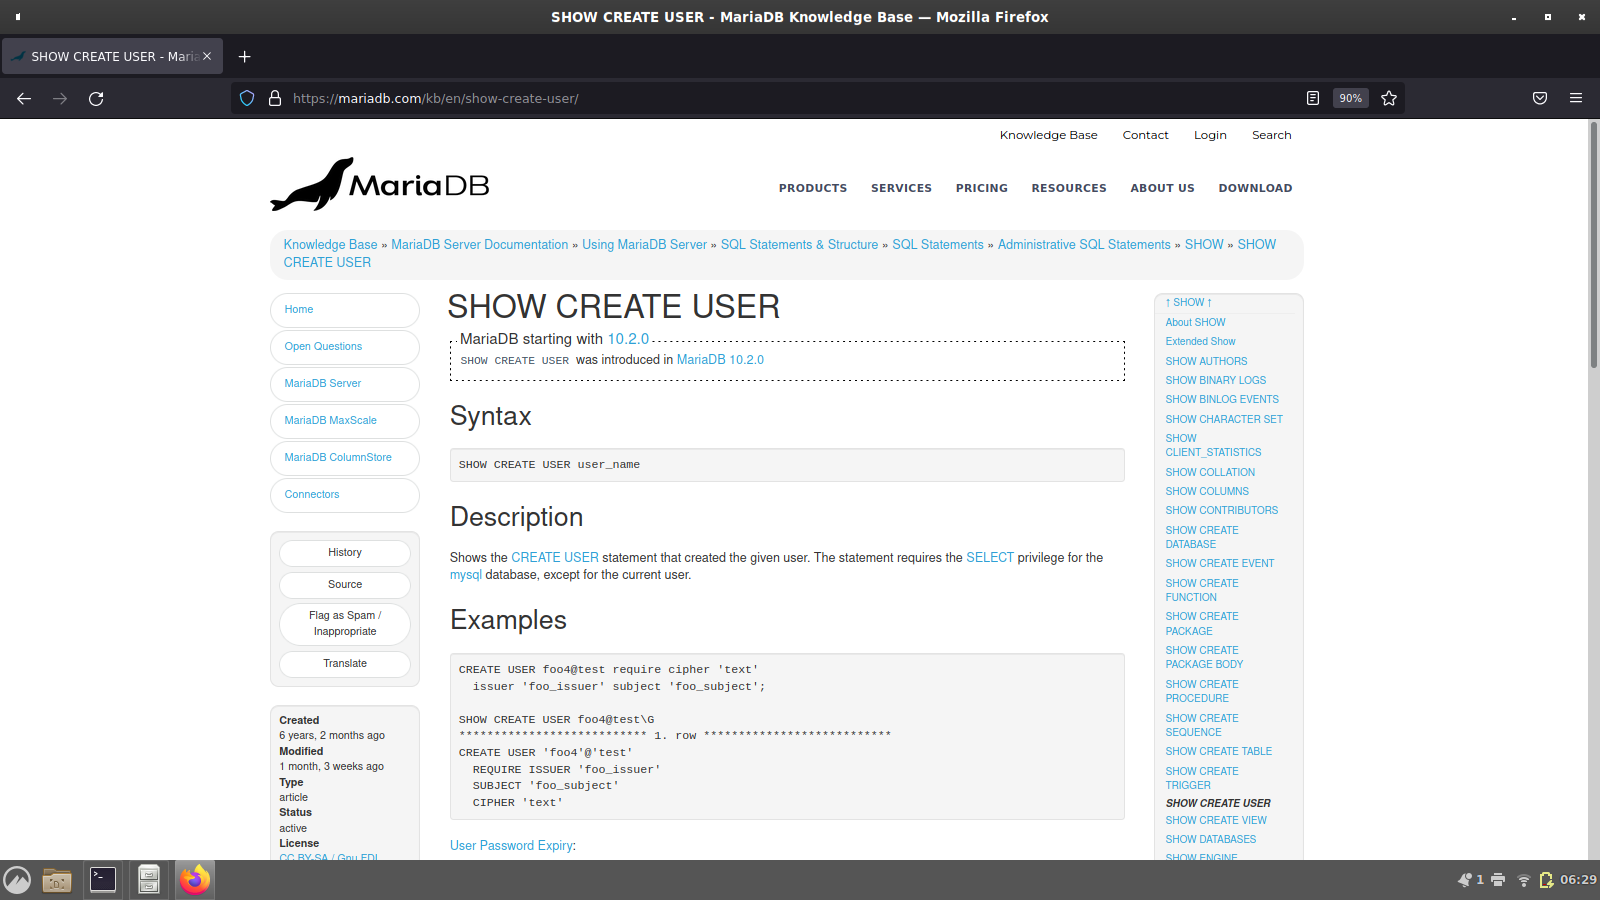 SHOW CREATE USER - MariaDB Knowledge Base — Mozilla Firefox
SHOW CREATE USER - Maria
https://mariadb.com/kb/en/show-create-user/
90%
Knowledge Base
Contact
Login
Search
MariaDB
PRODUCTS
SERVICES
PRICING
RESOURCES
ABOUT US
DOWNLOAD
Knowledge Base » MariaDB Server Documentation » Using MariaDB Server » SQL Statements & Structure » SQL Statements » Administrative SQL Statements » SHOW » SHOW
CREATE USER
Home
Open Questions
MariaDB Server
MariaDB MaxScale
MariaDB ColumnStore
Connectors
History
Source
Flag as Spam /
Inappropriate
Translate
Created
6 years, 2 months ago
Modified
1 month, 3 weeks ago
Type
article
Status
active
License
CC BY-SA / Gnu FDL
SHOW CREATE USER
MariaDB starting with 10.2.0
SHOW CREATE USER was introduced in MariaDB 10.2.0
Syntax
SHOW CREATE USER user_name
Description
Shows the CREATE USER statement that created the given user. The statement requires the SELECT privilege for the
mysql database, except for the current user.
Examples
CREATE USER foo4@test require cipher 'text'
  issuer 'foo_issuer' subject 'foo_subject';
SHOW CREATE USER foo4@test\G
*************************** 1. row ***************************
CREATE USER 'foo4'@'test'
  REQUIRE ISSUER 'foo_issuer'
  SUBJECT 'foo_subject'
  CIPHER 'text'
User Password Expiry:
↑ SHOW ↑
About SHOW
Extended Show
SHOW AUTHORS
SHOW BINARY LOGS
SHOW BINLOG EVENTS
SHOW CHARACTER SET
SHOW
CLIENT_STATISTICS
SHOW COLLATION
SHOW COLUMNS
SHOW CONTRIBUTORS
SHOW CREATE
DATABASE
SHOW CREATE EVENT
SHOW CREATE
FUNCTION
SHOW CREATE
PACKAGE
SHOW CREATE
PACKAGE BODY
SHOW CREATE
PROCEDURE
SHOW CREATE
SEQUENCE
SHOW CREATE TABLE
SHOW CREATE
TRIGGER
SHOW CREATE USER
SHOW CREATE VIEW
SHOW DATABASES
SHOW ENGINE
1
06:29